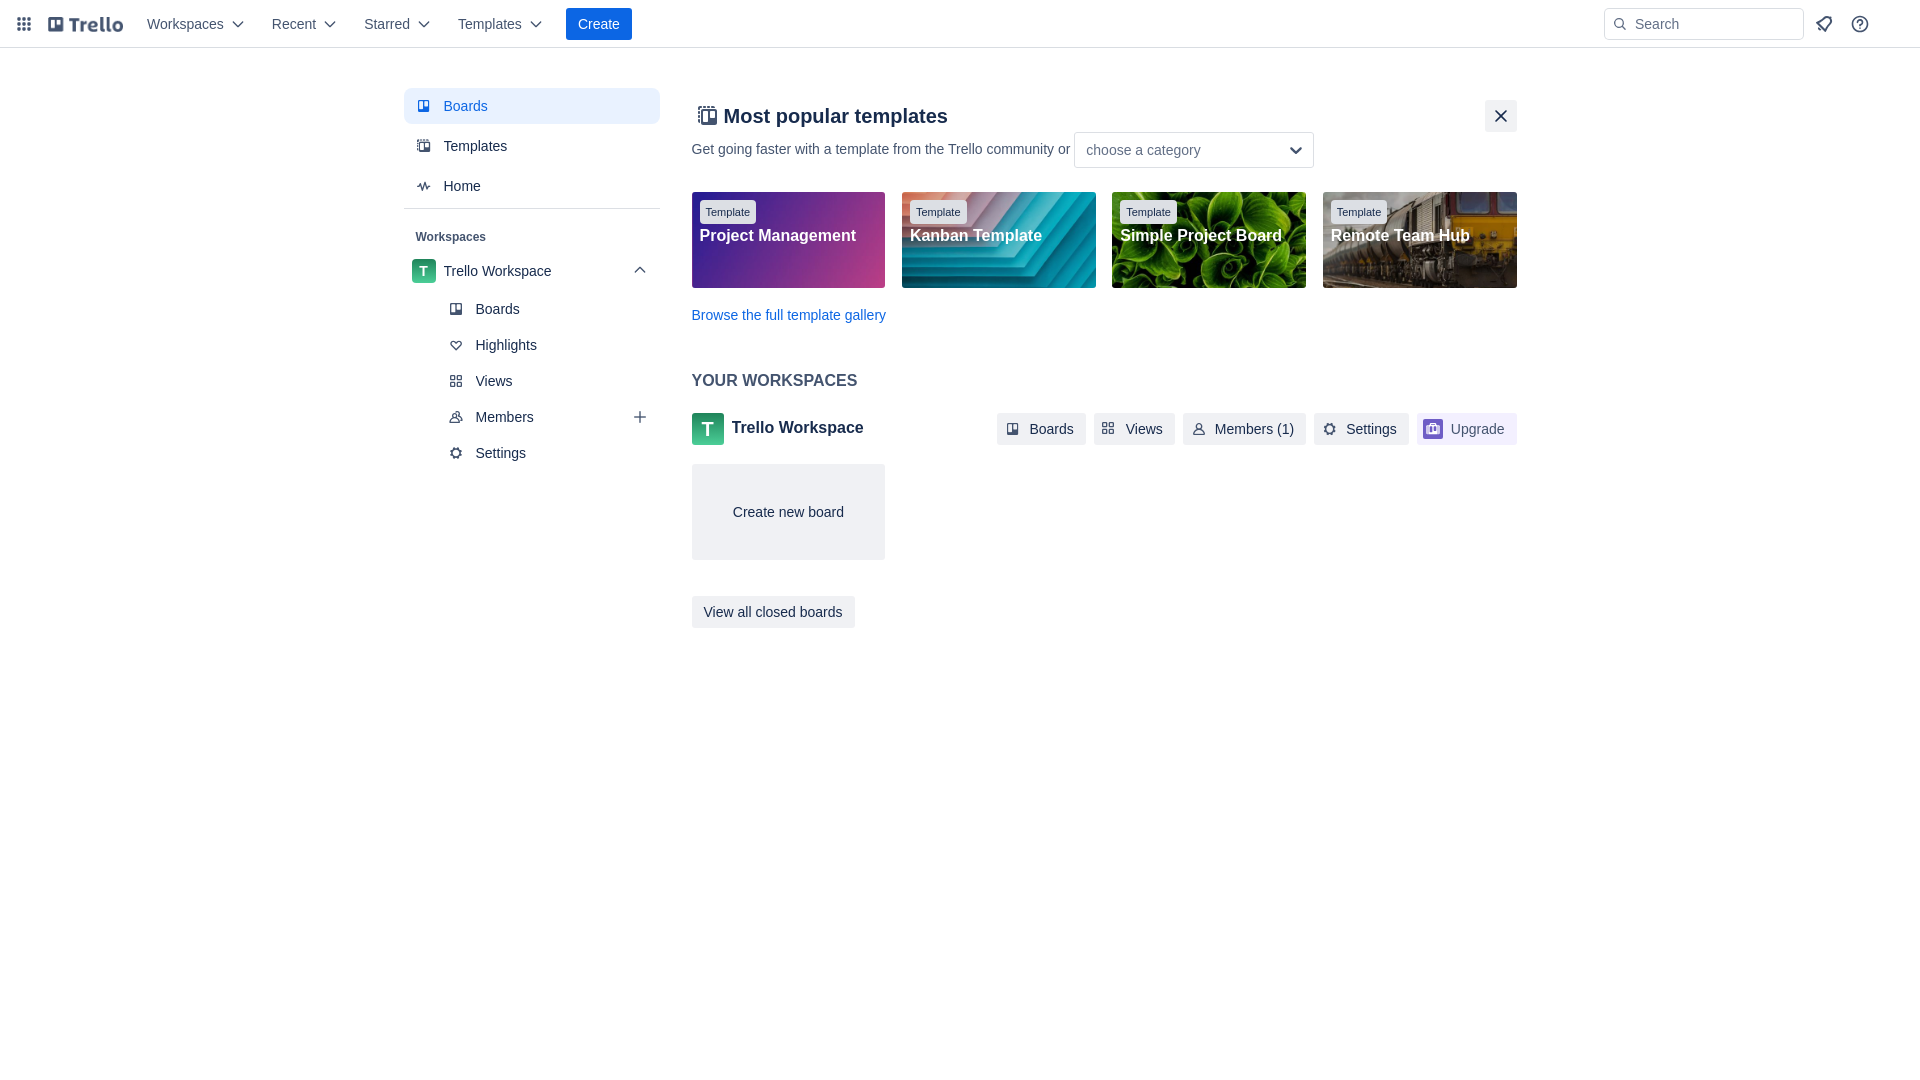 Trello
Workspaces
Recent
Starred
Templates
Create
Search
Boards
Templates
Home
Workspaces
T Trello Workspace
Boards
Highlights
Views
Members
Settings
Most popular templates
Get going faster with a template from the Trello community or choose a category
Template
Project Management
Template
Kanban Template
Template
Simple Project Board
Template
Remote Team Hub
Browse the full template gallery
YOUR WORKSPACES
T Trello Workspace
Boards
Views
Members (1)
Settings
Upgrade
Create new board
View all closed boards